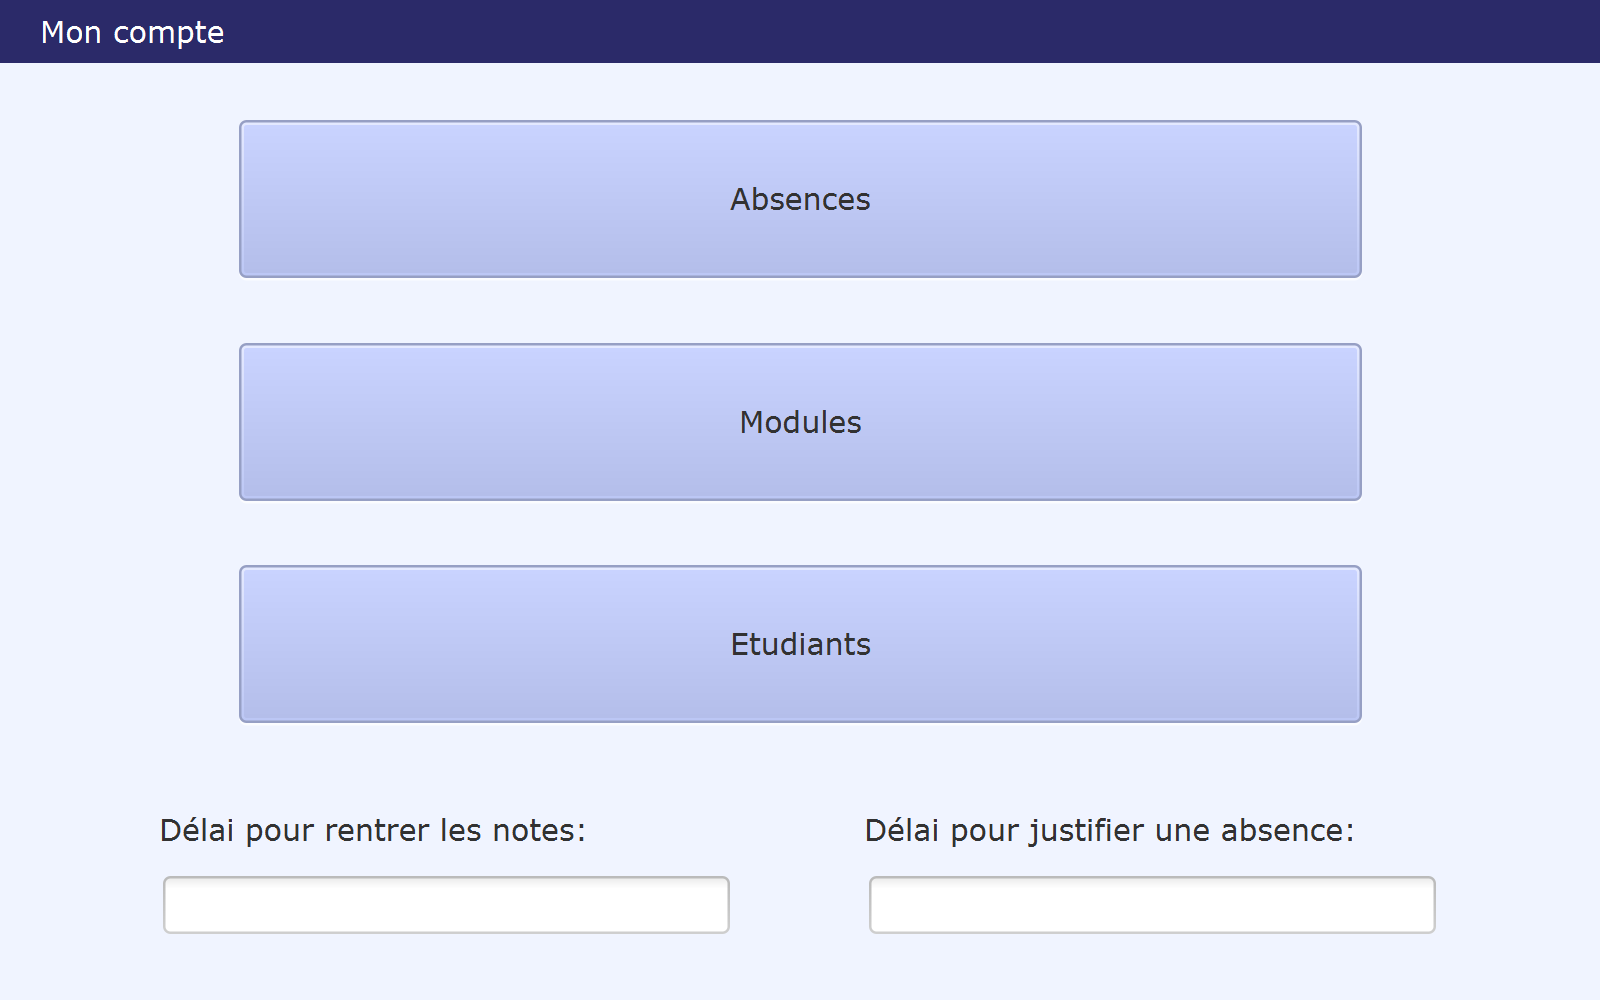 Mon compte
Absences
Modules
Etudiants
Délai pour rentrer les notes:
Délai pour justifier une absence: